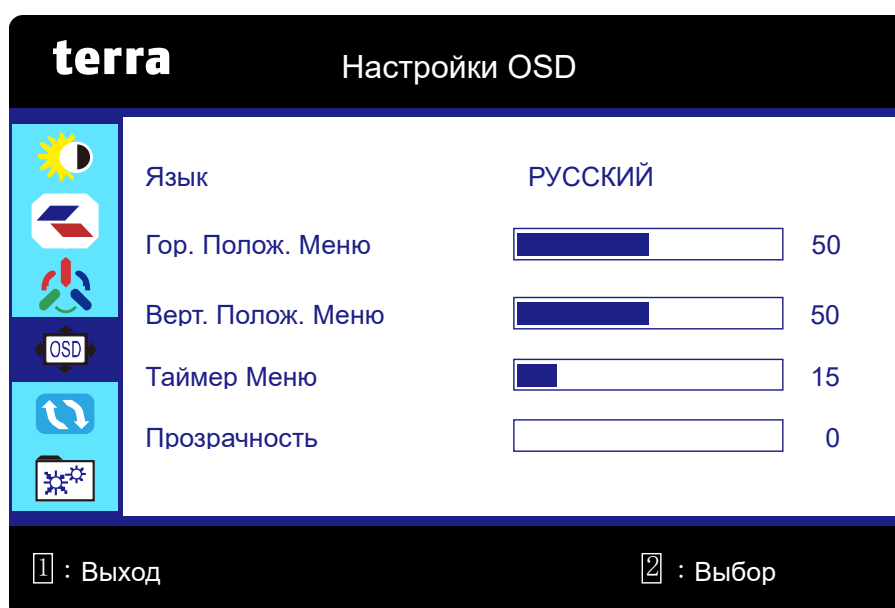 terra
Настройки OSD
Язык РУССКИЙ
Гор. Полож. Меню 50
Верт. Полож. Меню 50
OSD
Таймер Меню 15
Прозрачность 0
1 : Выход 2 : Выбор